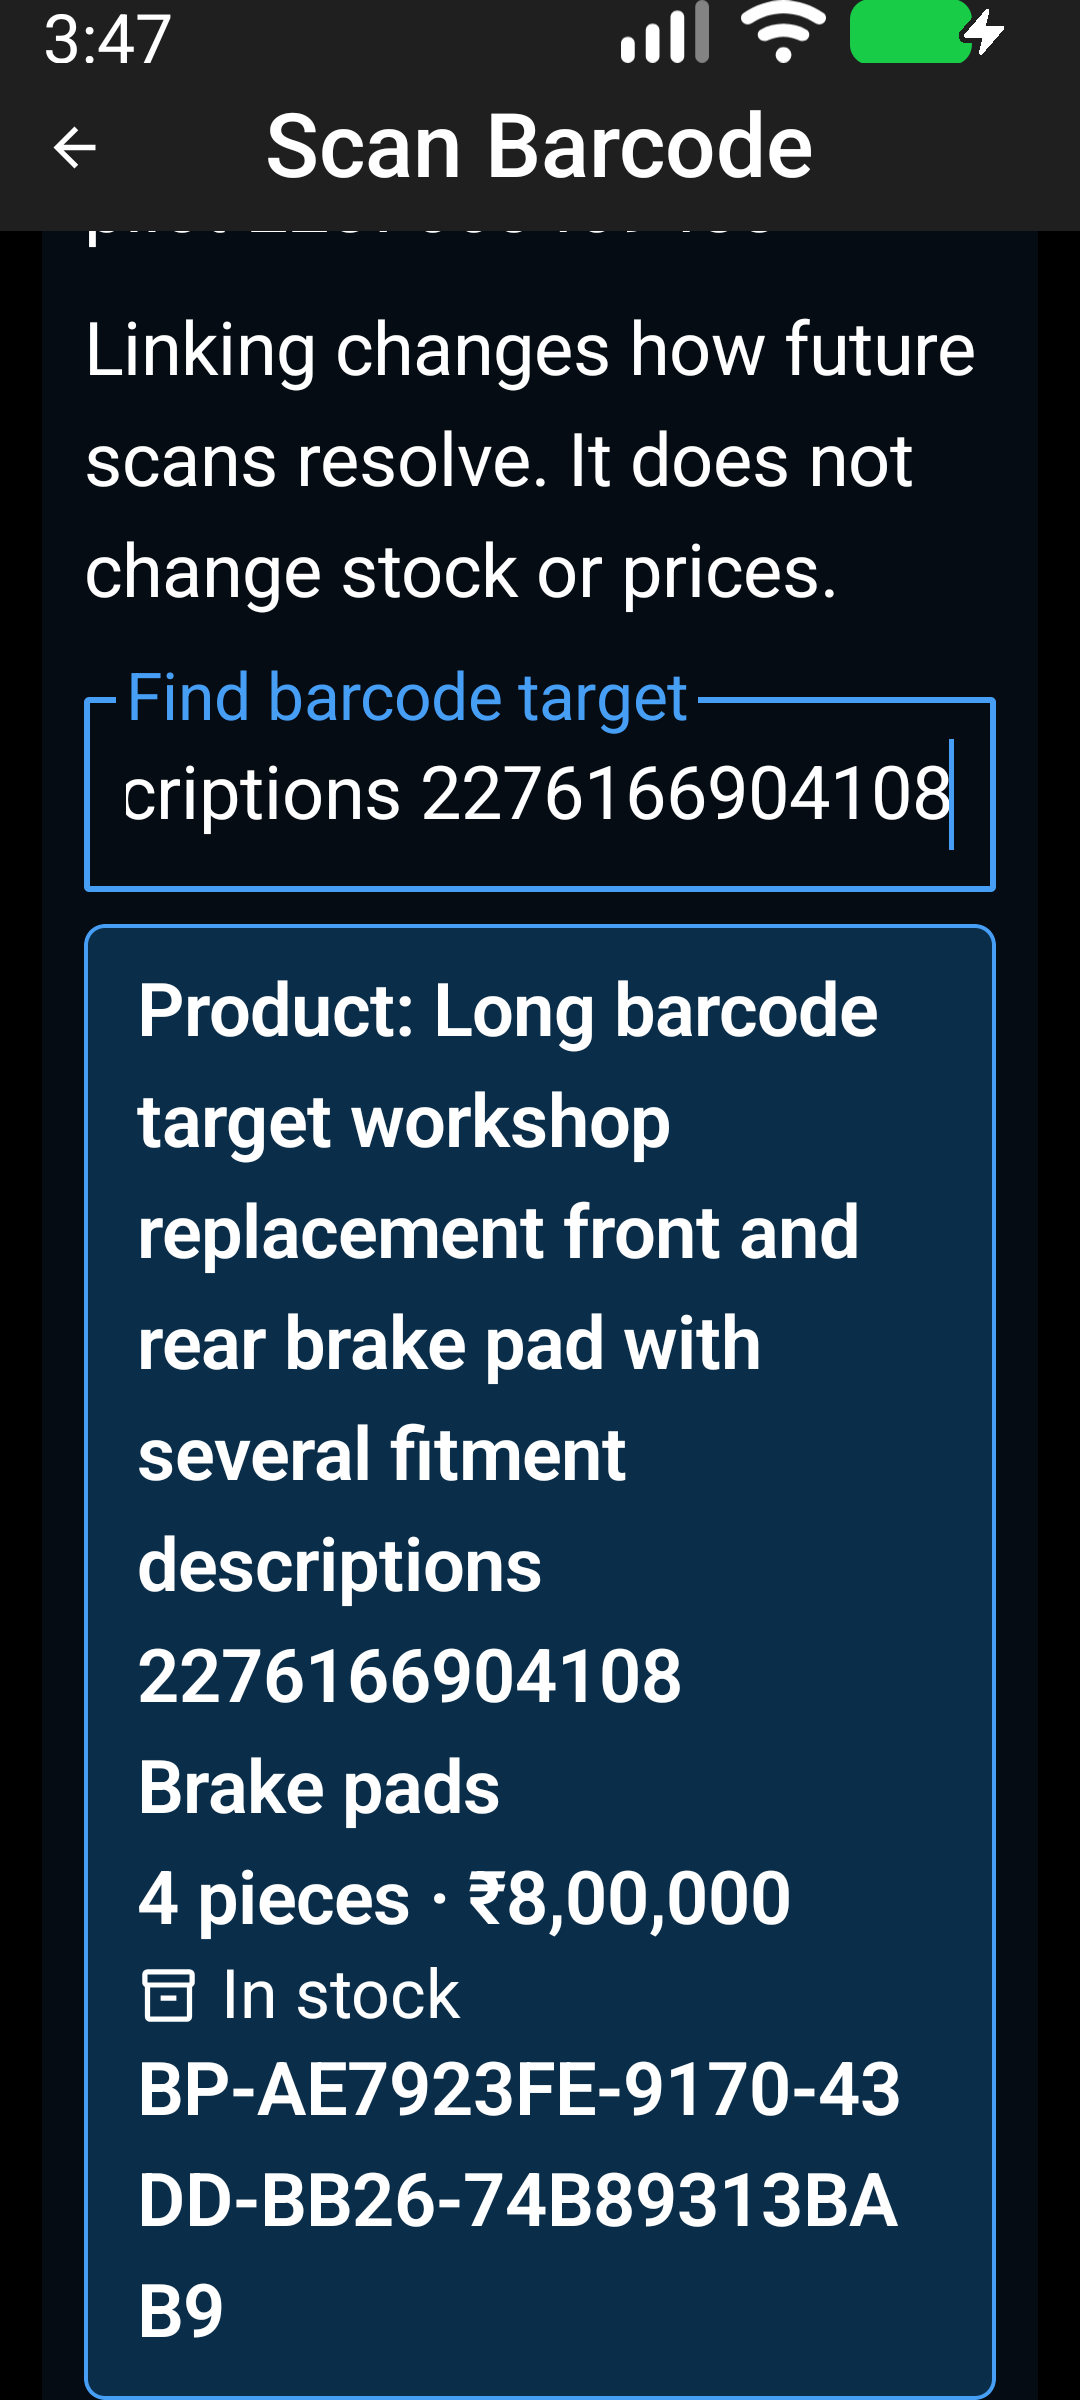 3:47
Scan Barcode
Linking changes how future
scans resolve. It does not
change stock or prices.
Find barcode target
criptions 2276166904108
Product: Long barcode
target workshop
replacement front and
rear brake pad with
several fitment
descriptions
2276166904108
Brake pads
4 pieces · ₹8,00,000
In stock
BP-AE7923FE-9170-43
DD-BB26-74B89313BA
B9